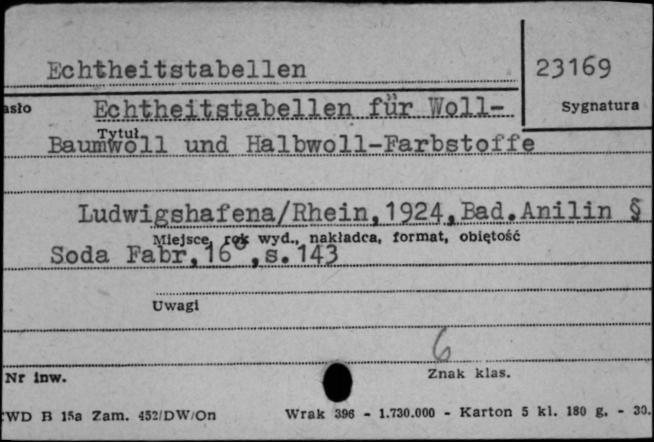 Echtheitstabellen 23169
asło Echtheitstabellen für Woll- Sygnatura
Tytuł
Baumwoll und Halbwoll-Farbstoffe
Ludwigshafena/Rhein,1924,Bad.Anilin §
Miejsce, rok wyd., nakładca, format, objętość
Soda Fabr,16°,s.143
Uwagi
6
Nr inw. Znak klas.
WD B 15a Zam. 452/DW/On Wrak 396 - 1.730.000 - Karton 5 kl. 180 g. - 30.